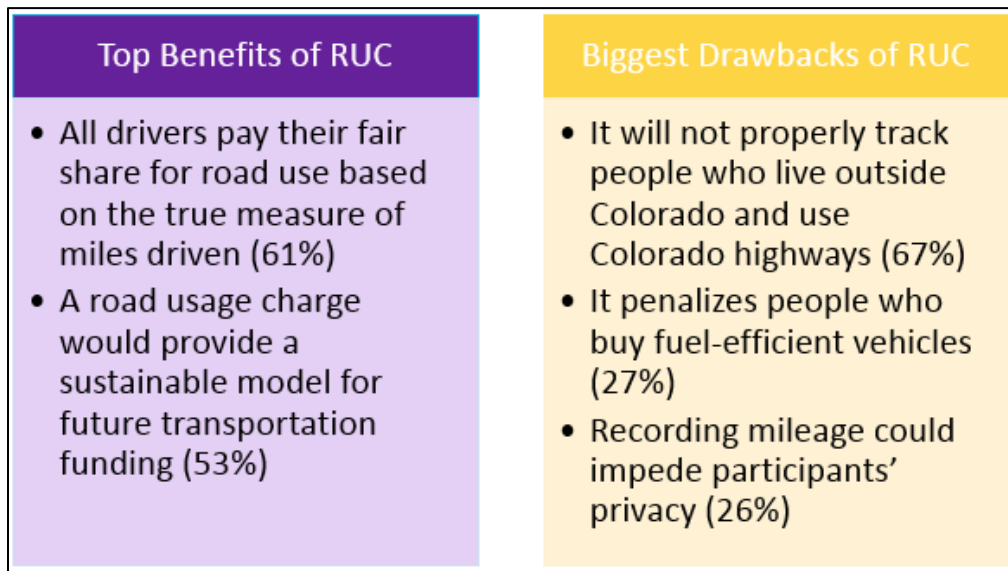 Top Benefits of RUC
• All drivers pay their fair
share for road use based
on the true measure of
miles driven (61%)
• A road usage charge
would provide a
sustainable model for
future transportation
funding (53%)
Biggest Drawbacks of RUC
• It will not properly track
people who live outside
Colorado and use
Colorado highways (67%)
• It penalizes people who
buy fuel-efficient vehicles
(27%)
• Recording mileage could
impede participants’
privacy (26%)